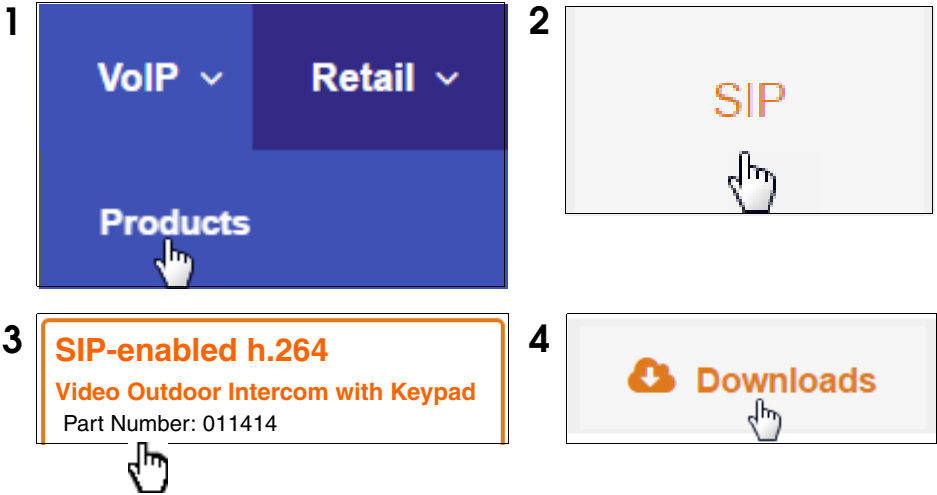 1
VoIP Retail
Products
2
SIP
3
SIP-enabled h.264
Video Outdoor Intercom with Keypad
Part Number: 011414
4
Downloads